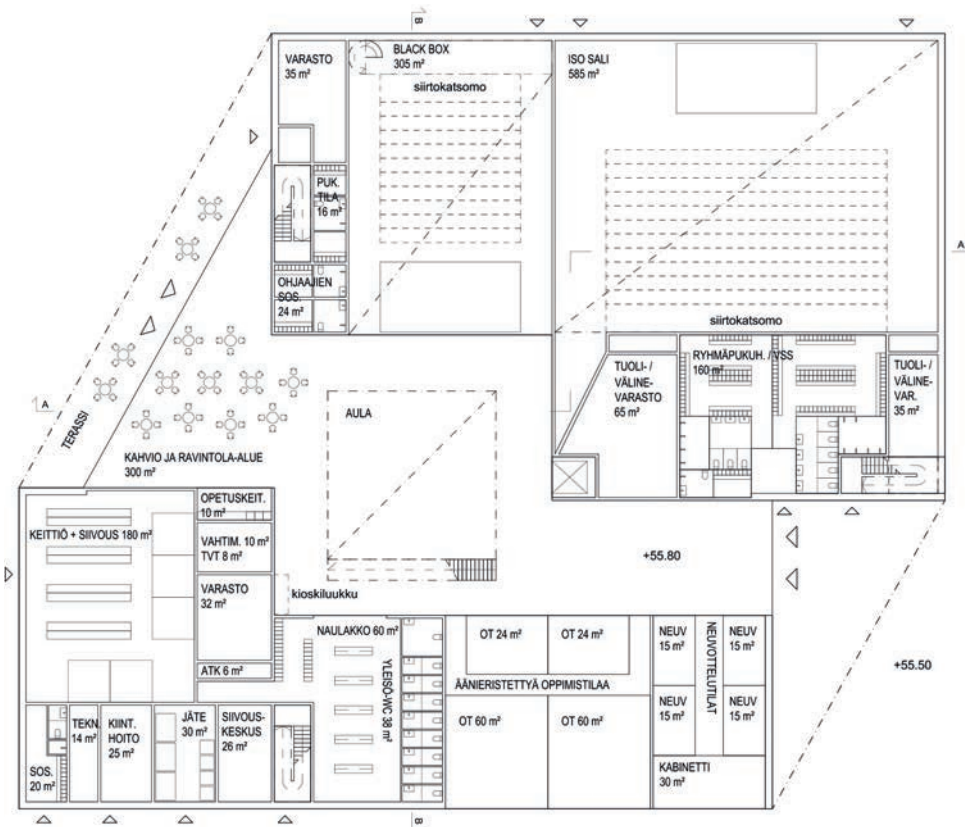 B
VARASTO
35 m²
BLACK BOX
305 m²
siirtokatsomo
ISO SALI
585 m²
PUK.
TILA
16 m²
OHJAAJIEN
SOS.
24 m²
A
siirtokatsomo
TUOLI- /
VÄLINE-
VARASTO
65 m²
RYHMÄPUKUH. / VSS
160 m²
TUOLI- /
VÄLINE-
VAR.
35 m²
A
TERASSI
AULA
KAHVIO JA RAVINTOLA-ALUE
300 m²
KEITTIÖ + SIIVOUS 180 m²
OPETUSKEIT.
10 m²
VAHTIM. 10 m²
TVT 8 m²
VARASTO
32 m²
ATK 6 m²
kioskiluukku
+55.80
+55.50
NAULAKKO 60 m²
YLEISÖ-WC 38 m²
OT 24 m²
OT 24 m²
ÄÄNIERISTETTYÄ OPPIMISTILAA
OT 60 m²
OT 60 m²
NEUV
15 m²
NEUV
15 m²
NEUVOTTELUTILAT
NEUV
15 m²
NEUV
15 m²
KABINETTI
30 m²
SOS.
20 m²
TEKN.
14 m²
KIINT.
HOITO
25 m²
JÄTE
30 m²
SIIVOUS-
KESKUS
26 m²
B